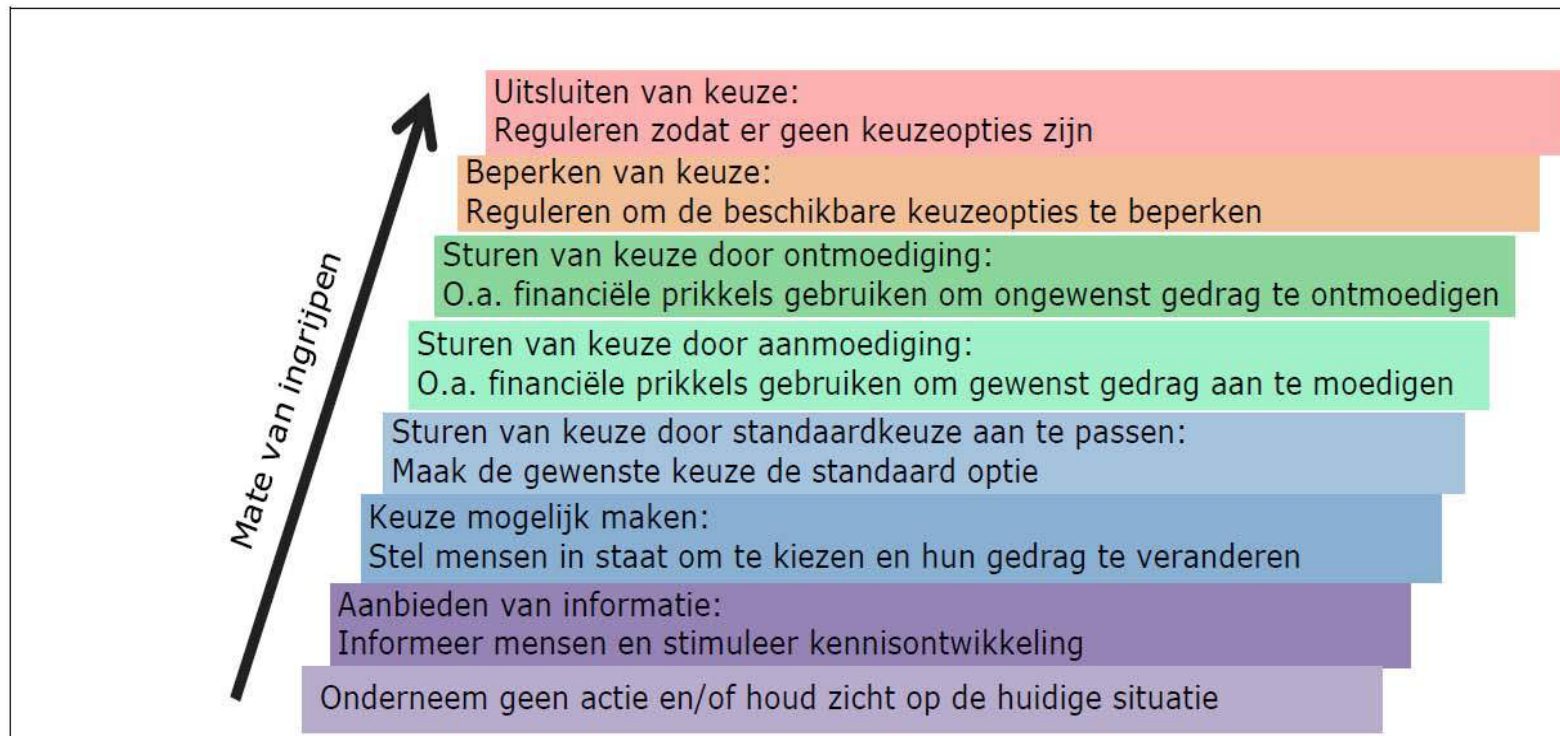 Uitsluiten van keuze:
Reguleren zodat er geen keuzeopties zijn
Beperken van keuze:
Reguleren om de beschikbare keuzeopties te beperken
Sturen van keuze door ontmoediging:
O.a. financiële prikkels gebruiken om ongewenst gedrag te ontmoedigen
Sturen van keuze door aanmoediging:
O.a. financiële prikkels gebruiken om gewenst gedrag aan te moedigen
Sturen van keuze door standaardkeuze aan te passen:
Maak de gewenste keuze de standaard optie
Keuze mogelijk maken:
Stel mensen in staat om te kiezen en hun gedrag te veranderen
Aanbieden van informatie:
Informeer mensen en stimuleer kennisontwikkeling
Onderneem geen actie en/of houd zicht op de huidige situatie
Mate van ingrijpen